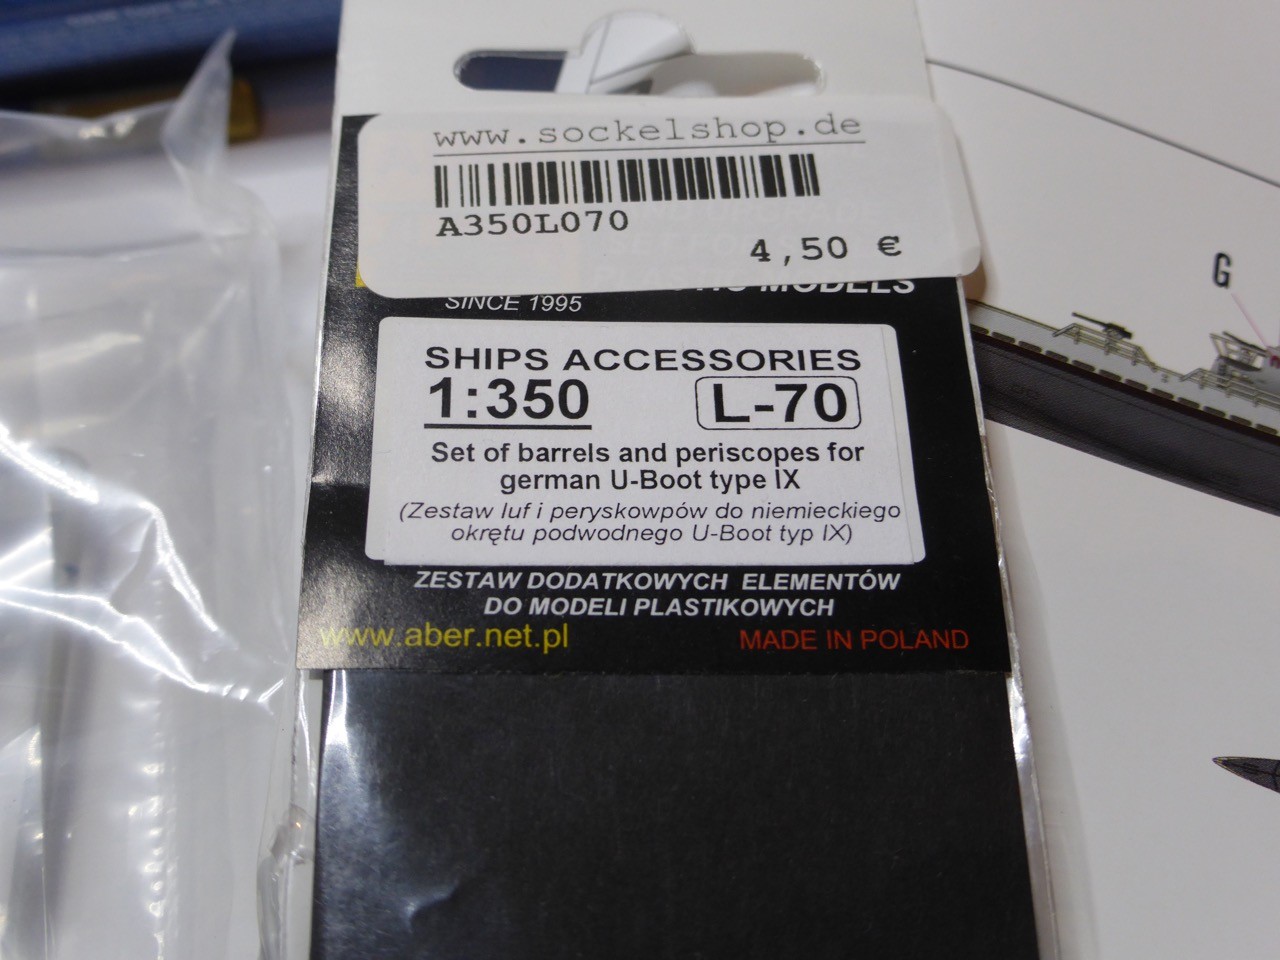 www.sockelshop.de
A350L070
4,50 €
MODELS
SINCE 1995
SHIPS ACCESSORIES
1:350 L-70
Set of barrels and periscopes for
german U-Boot type IX
(Zestaw luf i peryskowpów do niemieckiego
okrętu podwodnego U-Boot typ IX)
ZESTAW DODATKOWYCH ELEMENTÓW
DO MODELI PLASTIKOWYCH
www.aber.net.pl MADE IN POLAND
G